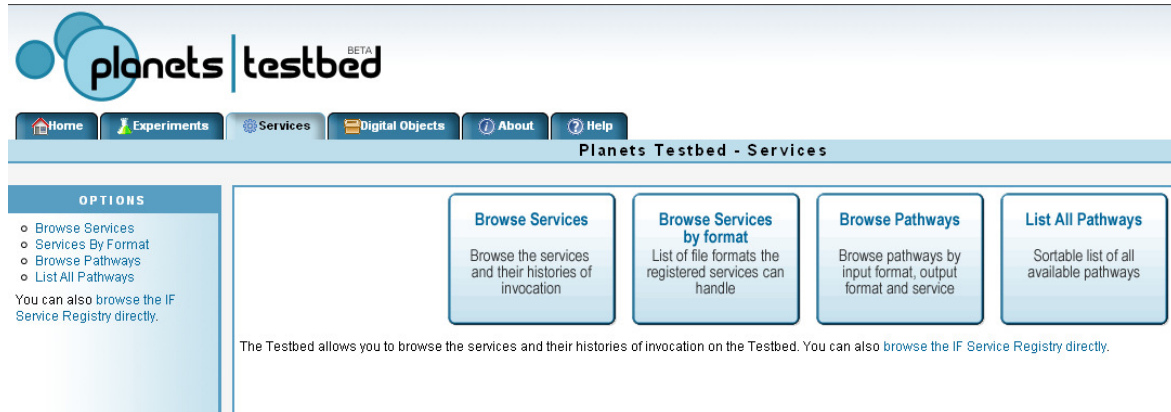 planets testbed BETA
Home Experiments Services Digital Objects About Help
Planets Testbed - Services
OPTIONS
Browse Services
Services By Format
Browse Pathways
List All Pathways
You can also browse the IF
Service Registry directly.
Browse Services
Browse the services
and their histories of
invocation
Browse Services
by format
List of file formats the
registered services can
handle
Browse Pathways
Browse pathways by
input format, output
format and service
List All Pathways
Sortable list of all
available pathways
The Testbed allows you to browse the services and their histories of invocation on the Testbed. You can also browse the IF Service Registry directly.